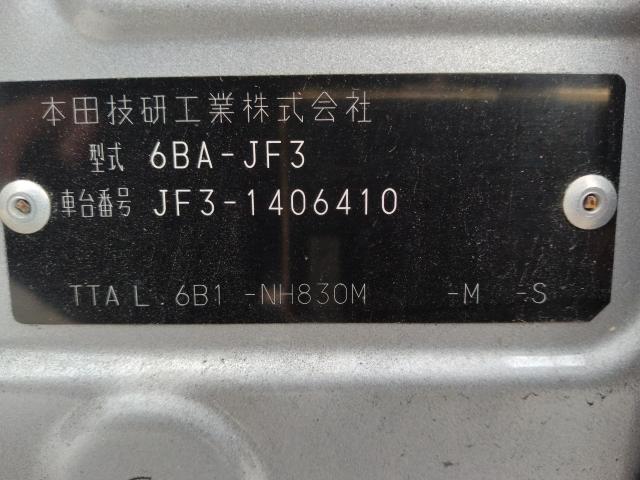 本田技研工業株式会社
型式 6BA-JF3
車台番号 JF3-1406410
TTA L. 6B1 -NH830M -M -S